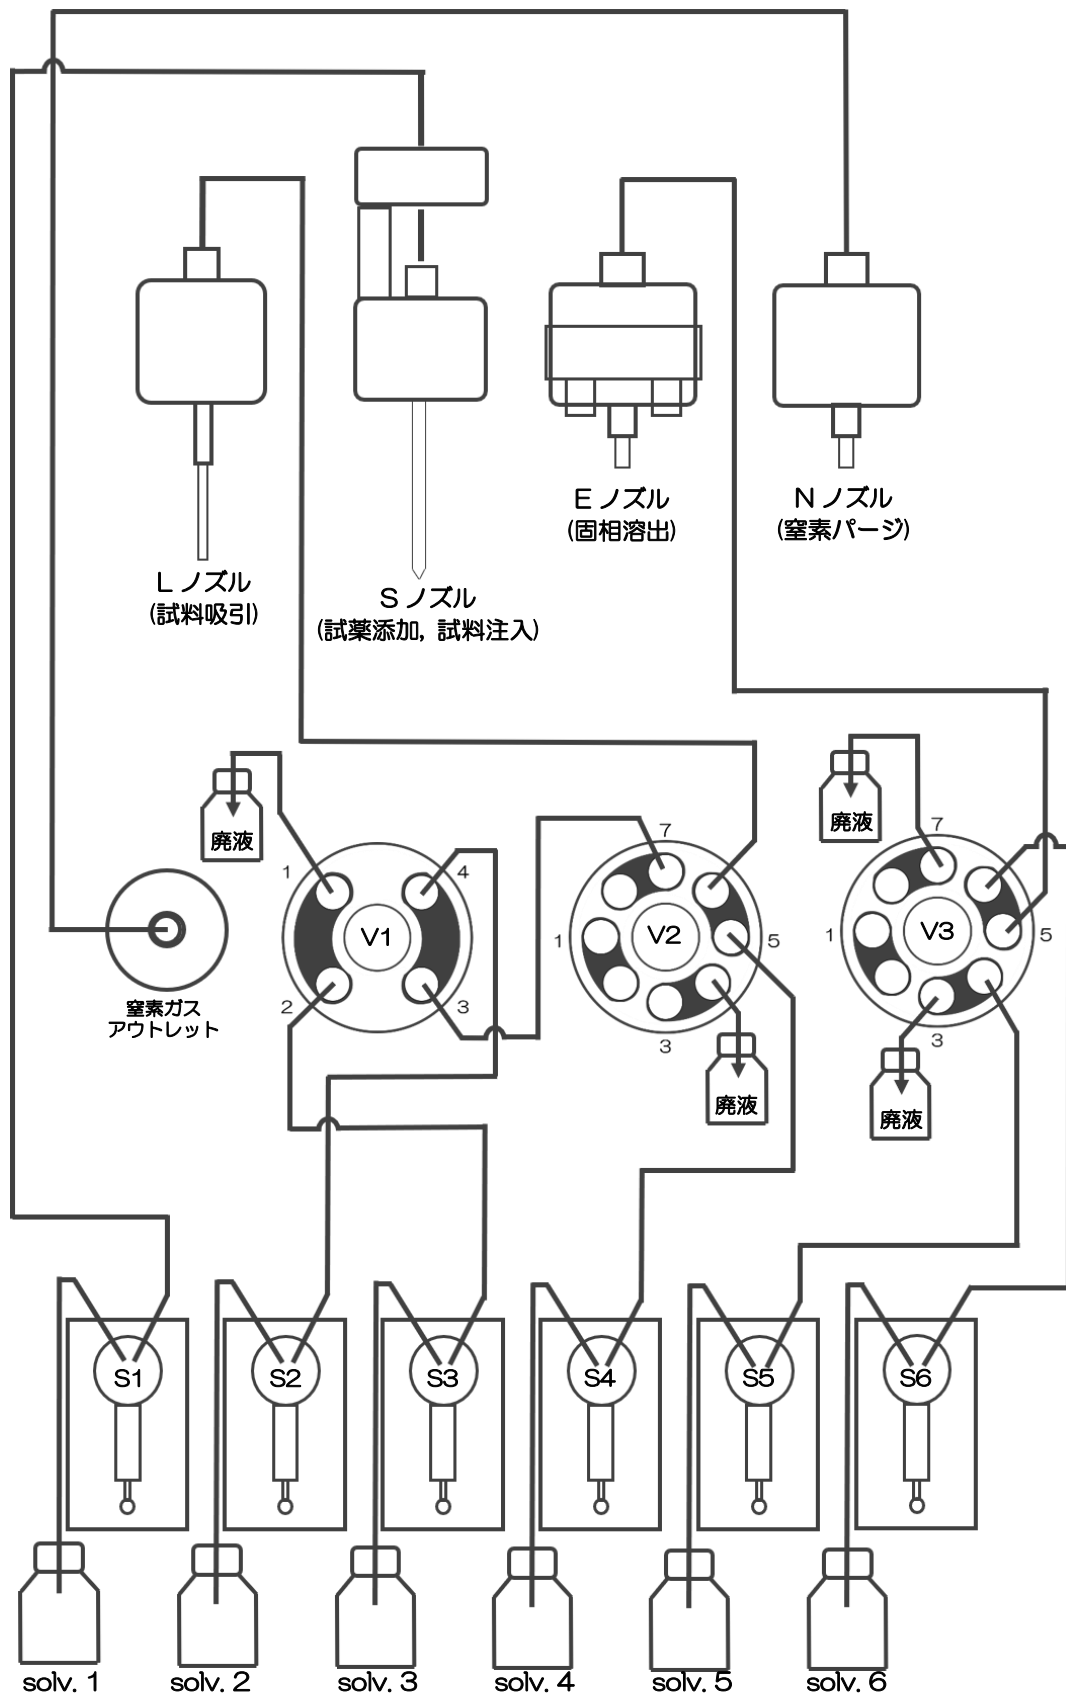 E ノズル
(固相溶出)
N ノズル
(窒素パージ)
L ノズル
(試料吸引)
S ノズル
(試薬添加, 試料注入)
廃液
廃液
7
7
1
4
V1
1
V2
5
1
V3
5
2
3
3
3
窒素ガス
アウトレット
廃液
廃液
S1
S2
S3
S4
S5
S6
solv. 1
solv. 2
solv. 3
solv. 4
solv. 5
solv. 6